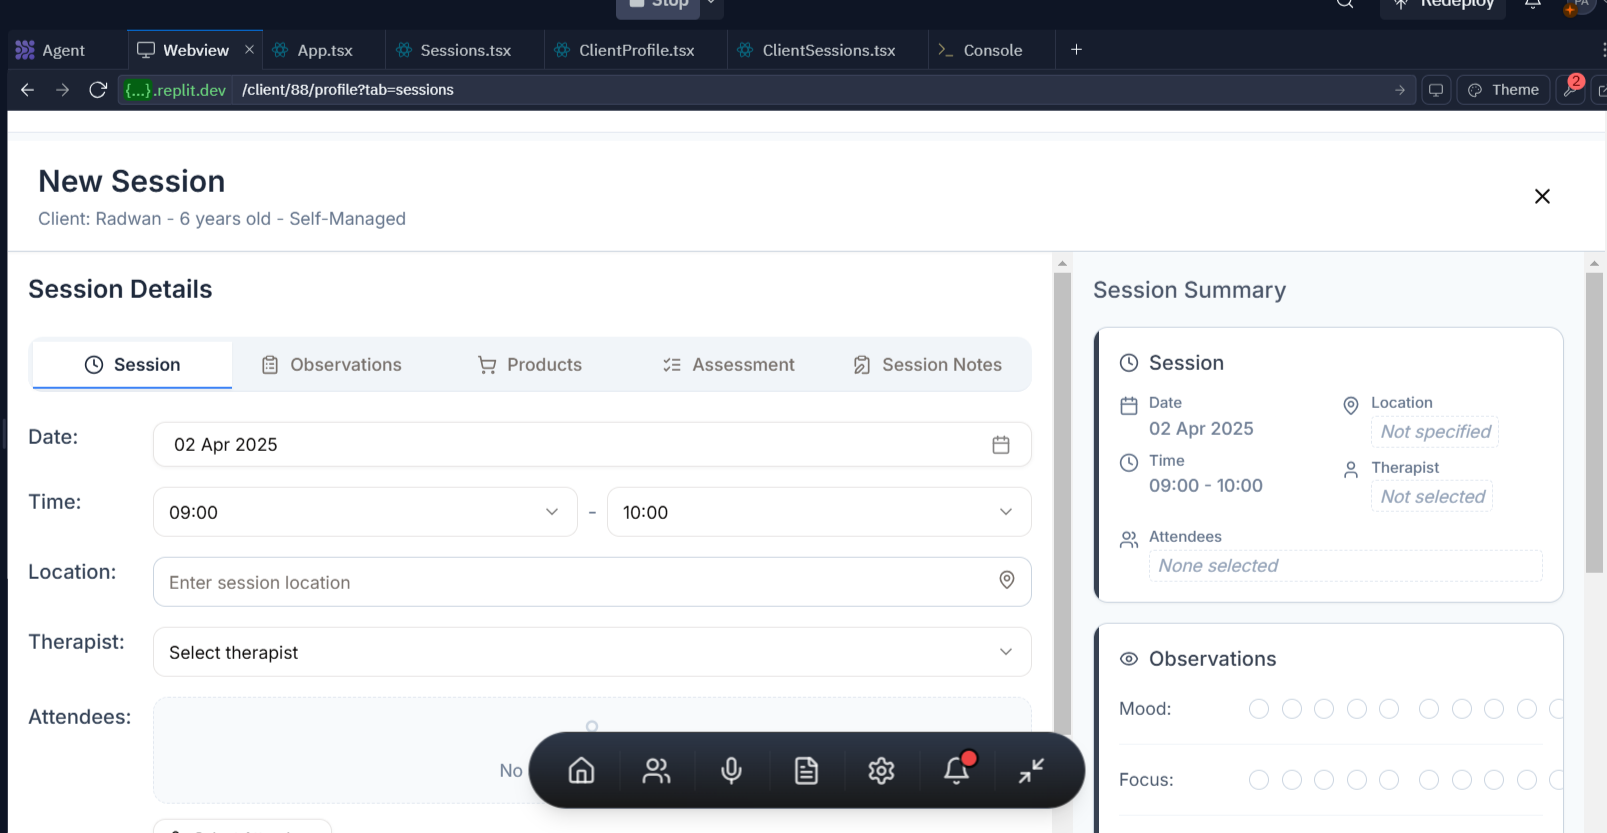 Stop
Redeploy
PA
Agent
Webview
App.tsx
Sessions.tsx
ClientProfile.tsx
ClientSessions.tsx
Console
{...}.replit.dev
/client/88/profile?tab=sessions
Theme
2
New Session
Client: Radwan - 6 years old - Self-Managed
Session Details
Session
Observations
Products
Assessment
Session Notes
Date:
02 Apr 2025
Time:
09:00
-
10:00
Location:
Enter session location
Therapist:
Select therapist
Attendees:
No
Session Summary
Session
Date
02 Apr 2025
Location
Not specified
Time
09:00 - 10:00
Therapist
Not selected
Attendees
None selected
Observations
Mood:
Focus: